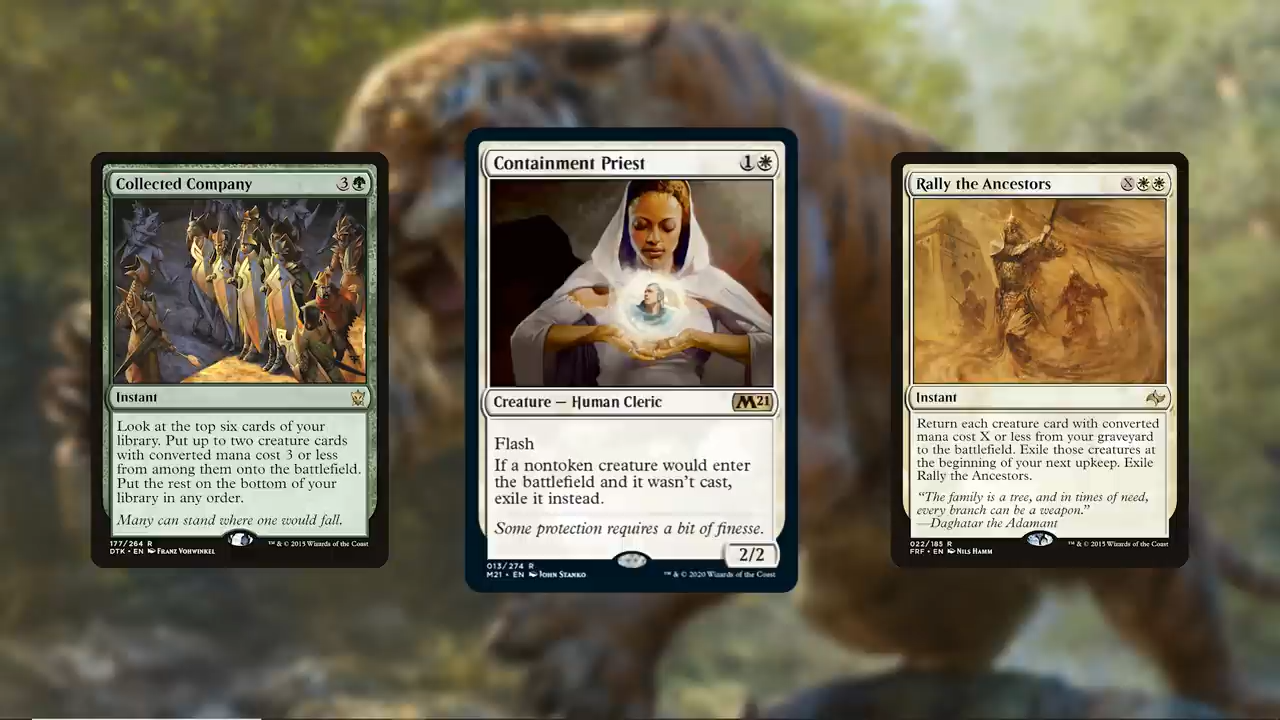 Collected Company 3
Instant
Look at the top six cards of your
library. Put up to two creature cards
with converted mana cost 3 or less
from among them onto the battlefield.
Put the rest on the bottom of your
library in any order.
Many can stand where one would fall.
177/264 R
DTK • EN FRANZ VOHWINKEL
™ & © 2015 Wizards of the Coast
Containment Priest 1
Creature — Human Cleric M21
Flash
If a nontoken creature would enter
the battlefield and it wasn't cast,
exile it instead.
Some protection requires a bit of finesse.
2/2
013/274 R
M21 • EN JOHN STANKO
™ & © 2020 Wizards of the Coast
Rally the Ancestors X
Instant
Return each creature card with converted
mana cost X or less from your graveyard
to the battlefield. Exile those creatures at
the beginning of your next upkeep. Exile
Rally the Ancestors.
“The family is a tree, and in times of need,
every branch can be a weapon.”
—Daghatar the Adamant
022/185 R
FRF • EN NILS HAMM
™ & © 2015 Wizards of the Coast